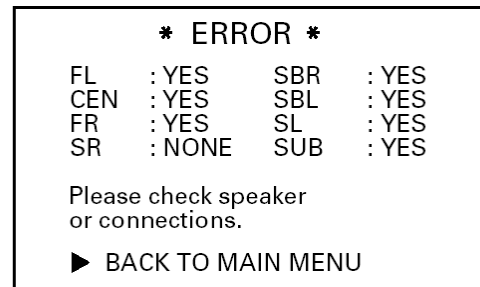 * ERROR *
FL : YES SBR : YES
CEN : YES SBL : YES
FR : YES SL : YES
SR : NONE SUB : YES
Please check speaker
or connections.
▶ BACK TO MAIN MENU